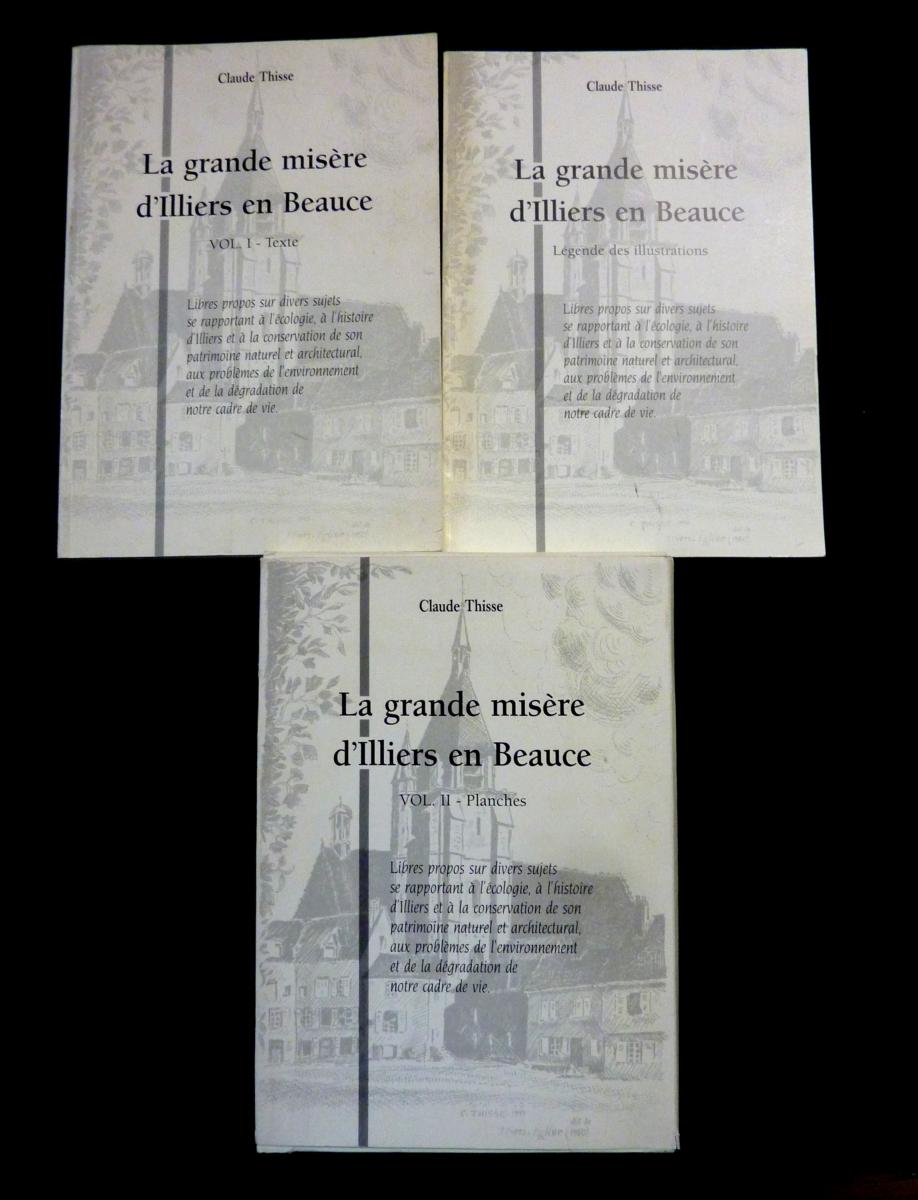 Claude Thisse
La grande misère
d'Illiers en Beauce
VOL. I - Texte
Libres propos sur divers sujets
se rapportant à l'écologie, à l'histoire
d'Illiers et à la conservation de son
patrimoine naturel et architectural,
aux problèmes de l'environnement
et de la dégradation de
notre cadre de vie.
Claude Thisse
La grande misère
d'Illiers en Beauce
Légende des illustrations
Libres propos sur divers sujets
se rapportant à l'écologie, à l'histoire
d'Illiers et à la conservation de son
patrimoine naturel et architectural,
aux problèmes de l'environnement
et de la dégradation de
notre cadre de vie.
Claude Thisse
La grande misère
d'Illiers en Beauce
VOL. II - Planches
Libres propos sur divers sujets
se rapportant à l'écologie, à l'histoire
d'Illiers et à la conservation de son
patrimoine naturel et architectural,
aux problèmes de l'environnement
et de la dégradation de
notre cadre de vie.
C. THISSE